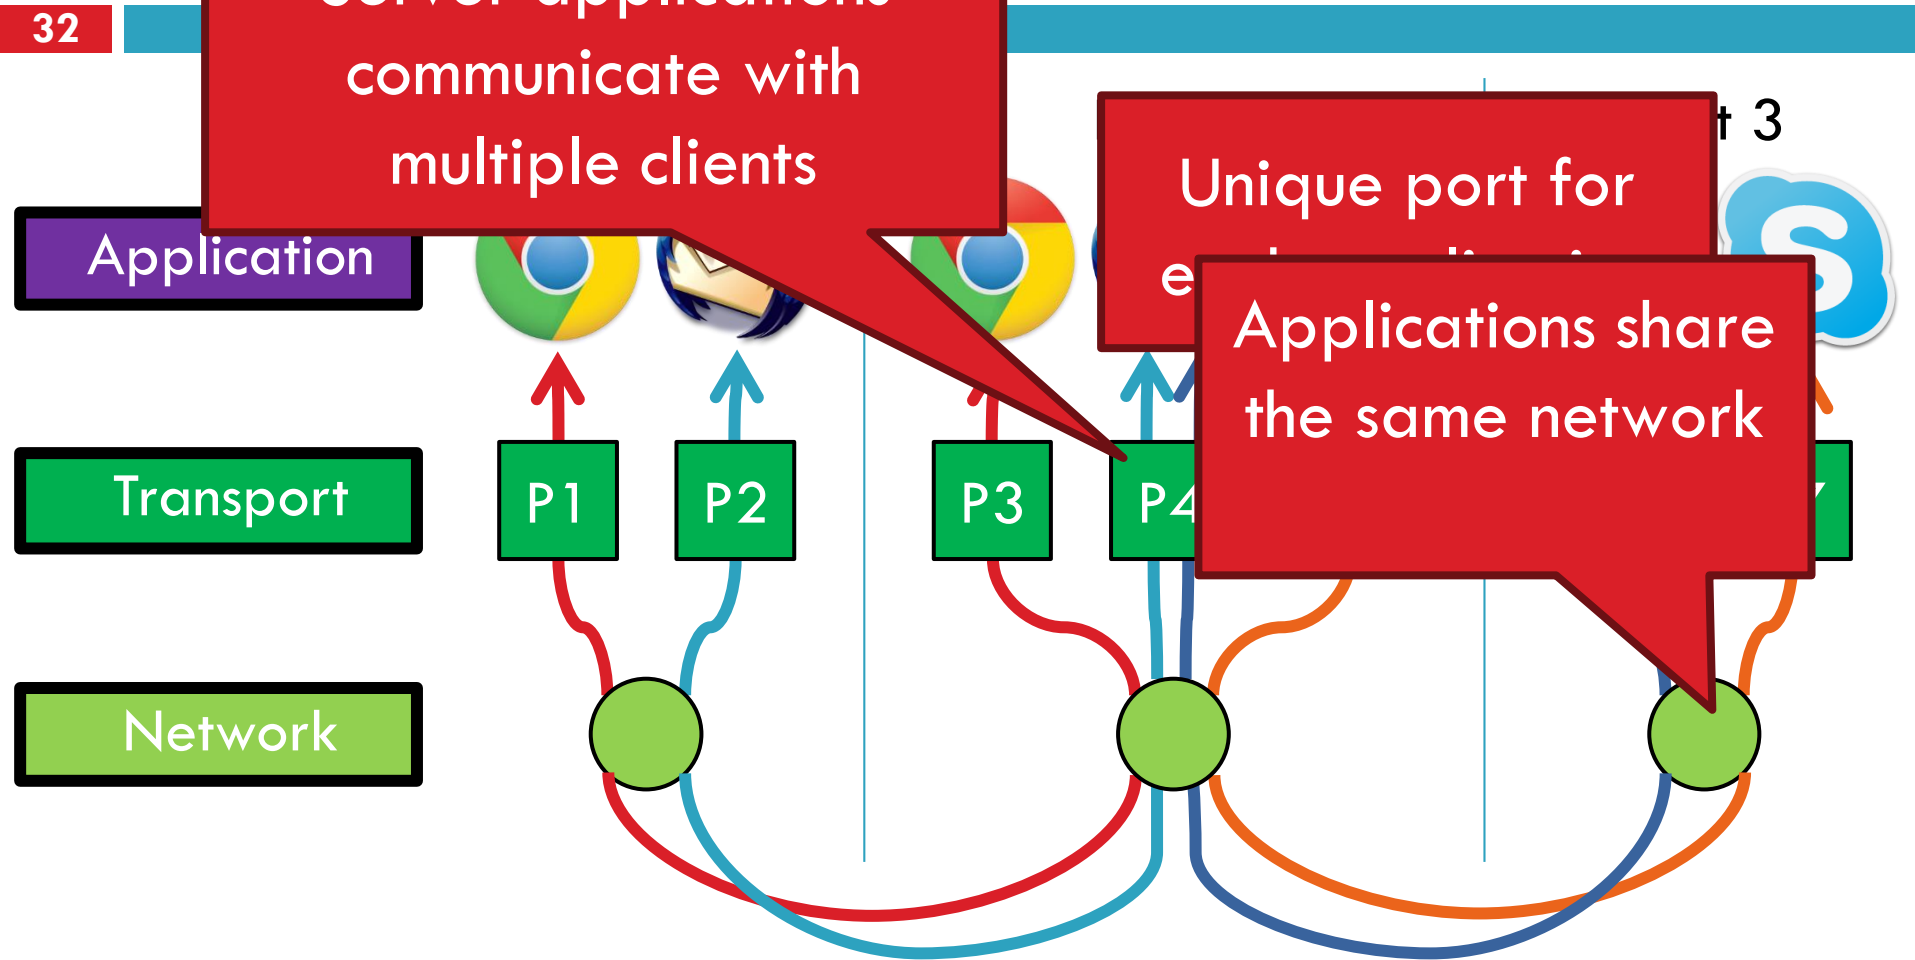 32
communicate with
multiple clients
t 3
Unique port for
Applications share
the same network
Application
Transport
P1
P2
P3
P4
Network